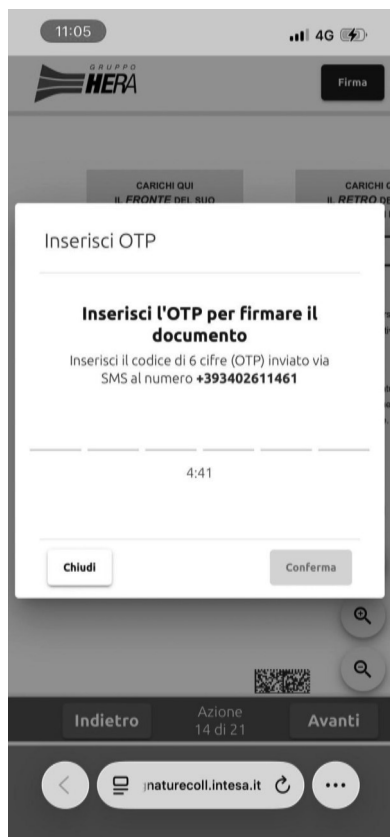 11:05
4G
GRUPPO
HERA
Firma
CARICHI QUI
IL FRONTE DEL SUO
CARICHI
IL RETRO DE
Inserisci OTP
Inserisci l'OTP per firmare il
documento
Inserisci il codice di 6 cifre (OTP) inviato via
SMS al numero +393402611461
4:41
Chiudi
Conferma
Indietro
Azione
14 di 21
Avanti
naturecoll.intesa.it